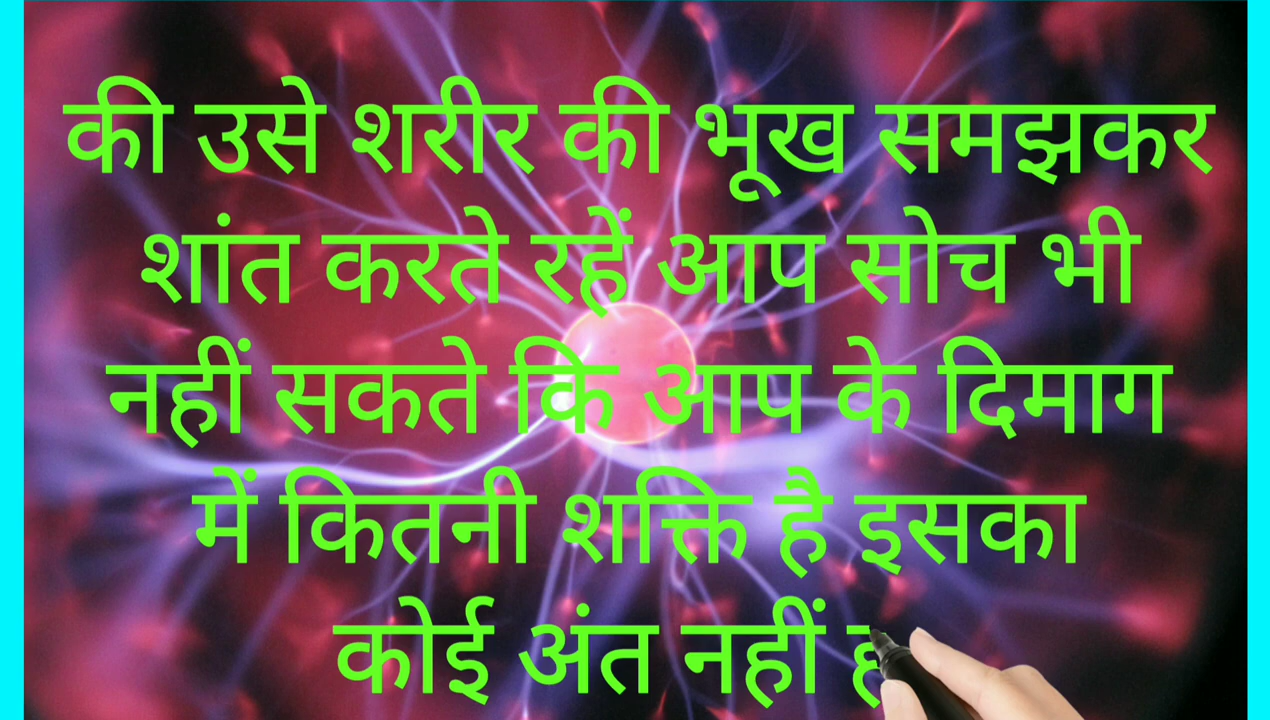 की उसे शरीर की भूख समझकर
शांत करते रहें आप सोच भी
नहीं सकते कि आप के दिमाग
में कितनी शक्ति है इसका
कोई अंत नहीं